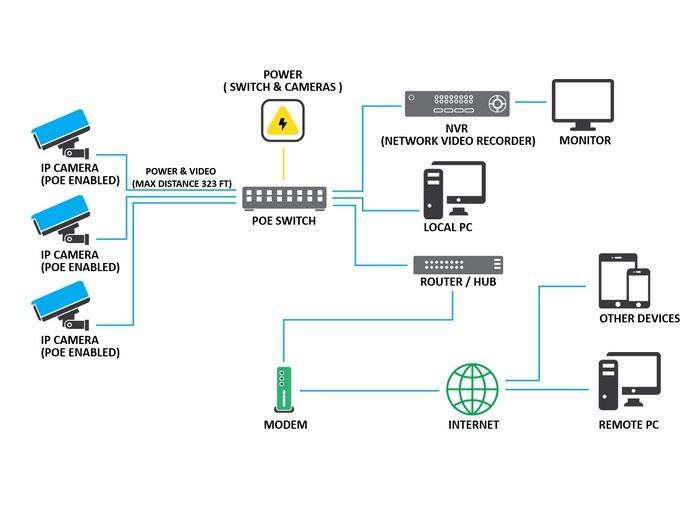 POWER
( SWITCH & CAMERAS )
NVR
(NETWORK VIDEO RECORDER)
MONITOR
IP CAMERA
(POE ENABLED)
POWER & VIDEO
(MAX DISTANCE 323 FT)
POE SWITCH
LOCAL PC
IP CAMERA
(POE ENABLED)
ROUTER / HUB
IP CAMERA
(POE ENABLED)
OTHER DEVICES
MODEM
INTERNET
REMOTE PC